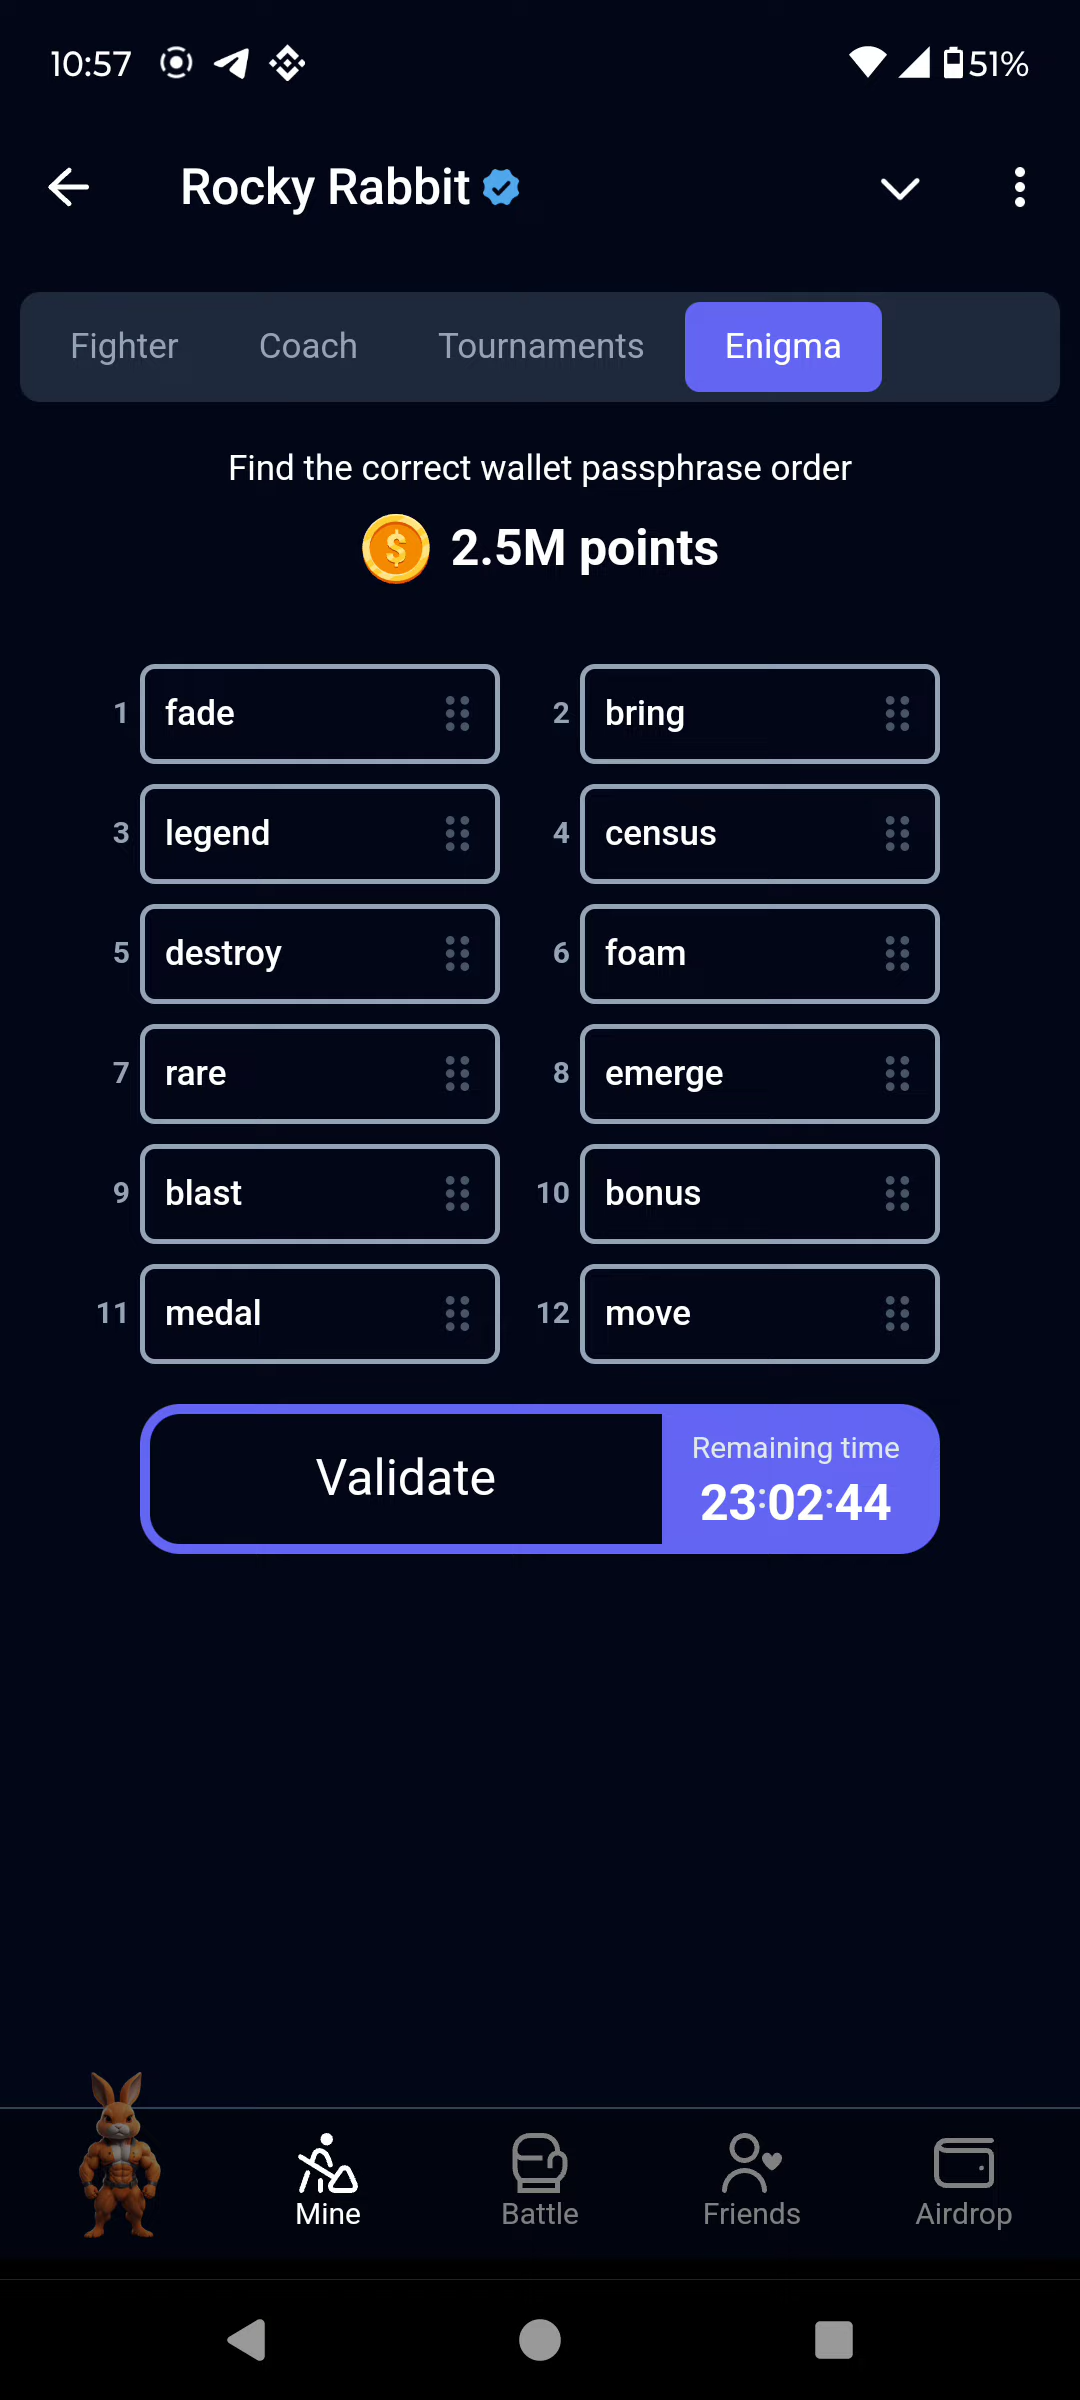 10:57 51%
Rocky Rabbit
Fighter Coach Tournaments Enigma
Find the correct wallet passphrase order
$ 2.5M points
1 fade 2 bring
3 legend 4 census
5 destroy 6 foam
7 rare 8 emerge
9 blast 10 bonus
11 medal 12 move
Validate Remaining time
23:02:44
Mine Battle Friends Airdrop